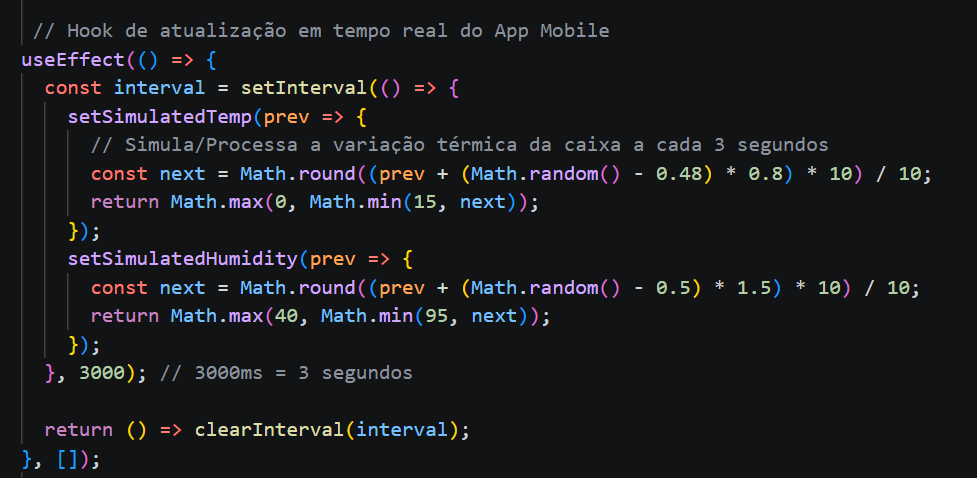 // Hook de atualização em tempo real do App Mobile
useEffect(() => {
  const interval = setInterval(() => {
    setSimulatedTemp(prev => {
      // Simula/Processa a variação térmica da caixa a cada 3 segundos
      const next = Math.round((prev + (Math.random() - 0.48) * 0.8) * 10) / 10;
      return Math.max(0, Math.min(15, next));
    });
    setSimulatedHumidity(prev => {
      const next = Math.round((prev + (Math.random() - 0.5) * 1.5) * 10) / 10;
      return Math.max(40, Math.min(95, next));
    });
  }, 3000); // 3000ms = 3 segundos

  return () => clearInterval(interval);
}, []);